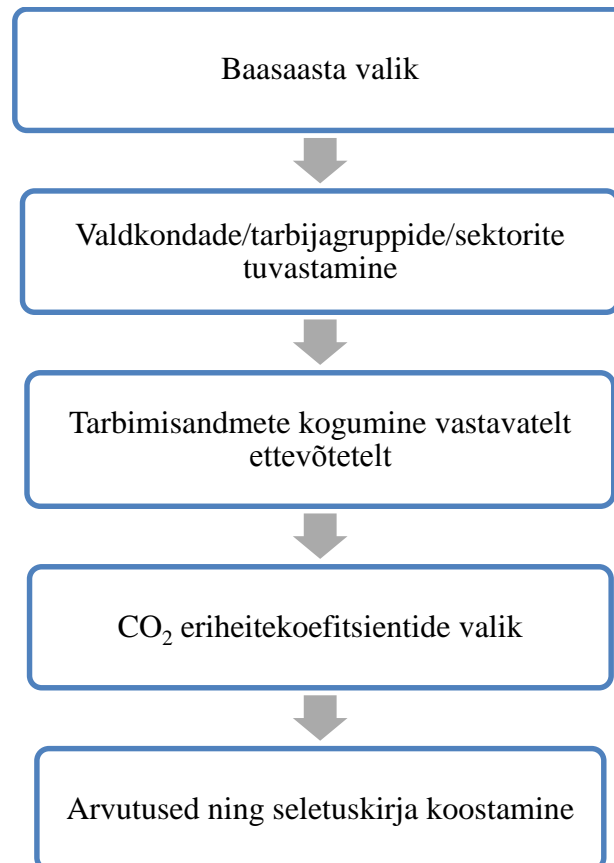 Baasaasta valik
Valdkondade/tarbijagruppide/sektorite
tuvastamine
Tarbimisandmete kogumine vastavatelt
ettevõtetelt
CO₂ eriheitekoefitsientide valik
Arvutused ning seletuskirja koostamine